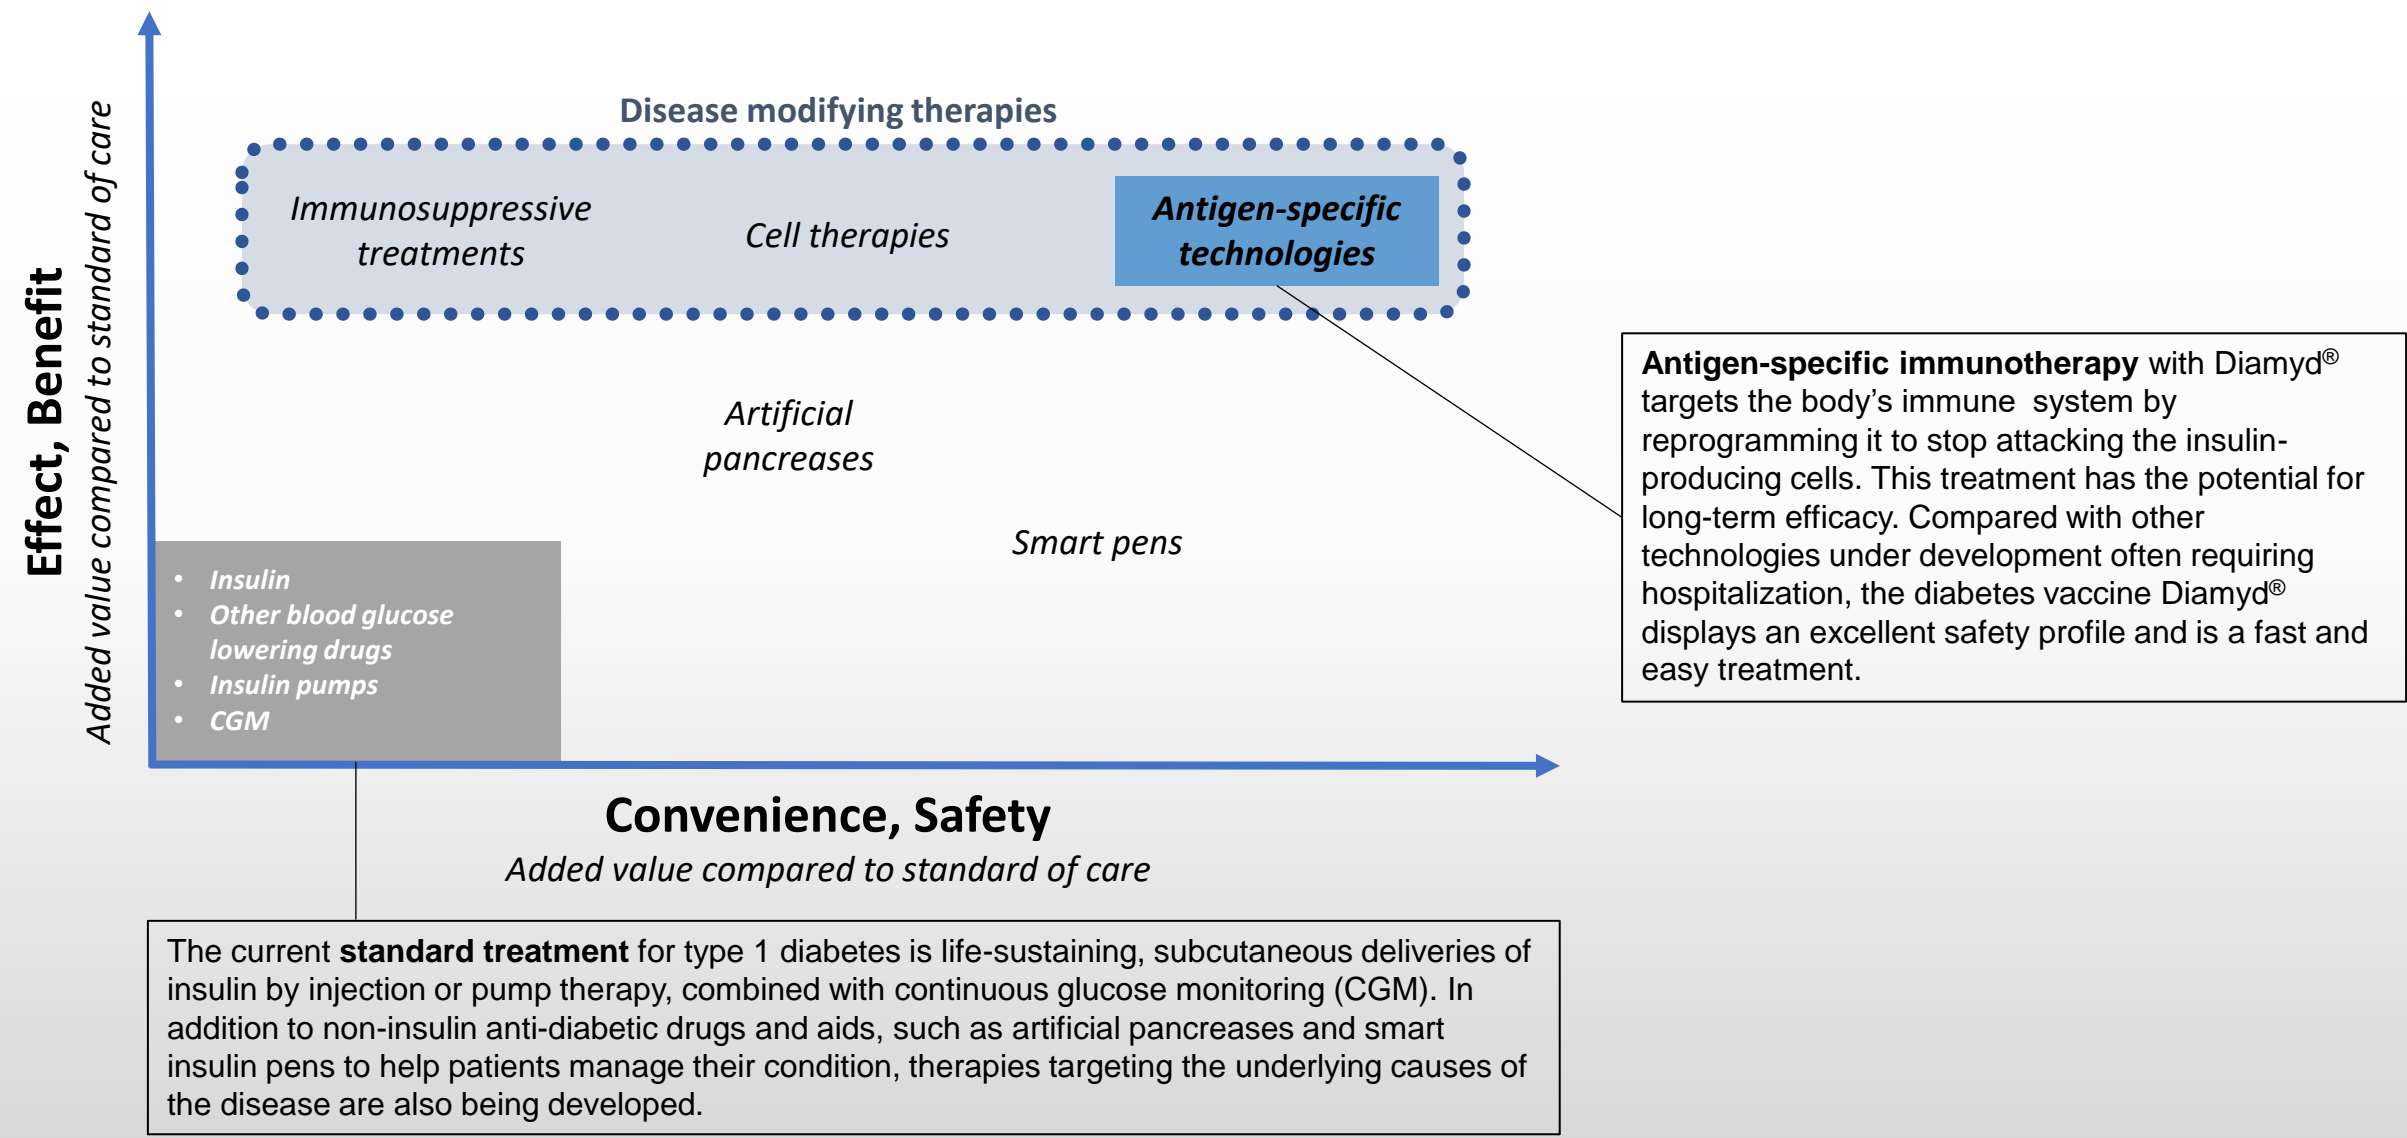 Effect, Benefit
Added value compared to standard of care
Disease modifying therapies
Immunosuppressive
treatments
Cell therapies
Antigen-specific
technologies
Artificial
pancreases
Smart pens
• Insulin
• Other blood glucose
lowering drugs
• Insulin pumps
• CGM
Antigen-specific immunotherapy with Diamyd®
targets the body’s immune system by
reprogramming it to stop attacking the insulin-
producing cells. This treatment has the potential for
long-term efficacy. Compared with other
technologies under development often requiring
hospitalization, the diabetes vaccine Diamyd®
displays an excellent safety profile and is a fast and
easy treatment.
Convenience, Safety
Added value compared to standard of care
The current standard treatment for type 1 diabetes is life-sustaining, subcutaneous deliveries of
insulin by injection or pump therapy, combined with continuous glucose monitoring (CGM). In
addition to non-insulin anti-diabetic drugs and aids, such as artificial pancreases and smart
insulin pens to help patients manage their condition, therapies targeting the underlying causes of
the disease are also being developed.